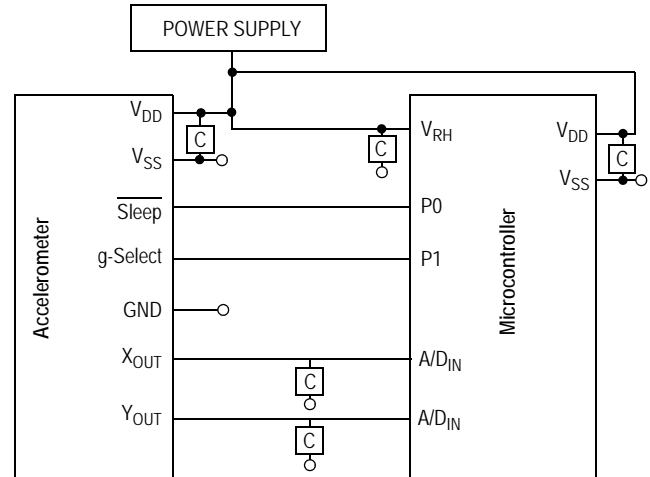 POWER SUPPLY
Accelerometer
V_DD
C
V_SS
Sleep
g-Select
GND
X_OUT
C
Y_OUT
C
Microcontroller
V_RH
C
P0
P1
A/D_IN
A/D_IN
V_DD
C
V_SS